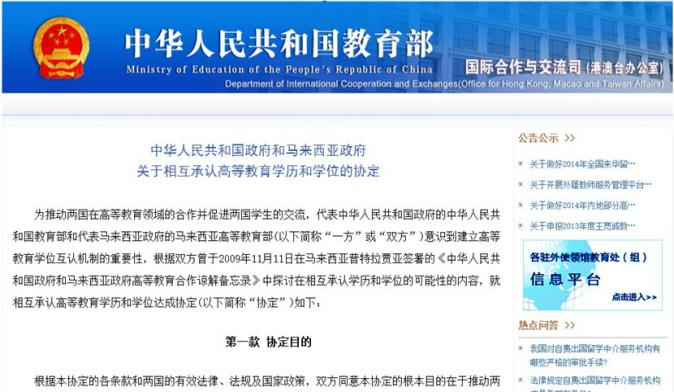 中华人民共和国教育部
Ministry of Education of the People's Republic of China
国际合作与交流司(港澳台办公室)
Department of International Cooperation and Exchanges(Office for Hong Kong, Macao and Taiwan Affairs)
中华人民共和国政府和马来西亚政府
关于相互承认高等教育学历和学位的协定
为推动两国在高等教育领域的合作并促进两国学生的交流，代表中华人民共和国政府的中华人民共
和国教育部和代表马来西亚政府的马来西亚高等教育部(以下简称“一方”或“双方”)意识到建立高等
教育学位互认机制的重要性，根据双方曾于2009年11月11日在马来西亚普特拉贾亚签署的《中华人民共
和国政府和马来西亚政府高等教育合作谅解备忘录》中探讨在相互承认学历和学位的可能性的内容，就
相互承认高等教育学历和学位达成协定(以下简称“协定”)如下：
第一款 协定目的
根据本协定的各条款和两国的有效法律、法规及国家政策，双方同意本协定的根本目的在于推动两
公告公示 >>
关于做好2014年全国来华留…
关于开展外籍教师服务管理平台…
关于做好2014年内地部分高…
关于申报2013年度王宽诚教…
各驻外使领馆教育处（组）
信息平台
点击进入>>
热点问答 >>
我国对自费出国留学中介服务机构有
哪些严格的审批手续?
法律规定自费出国留学中介服务机构